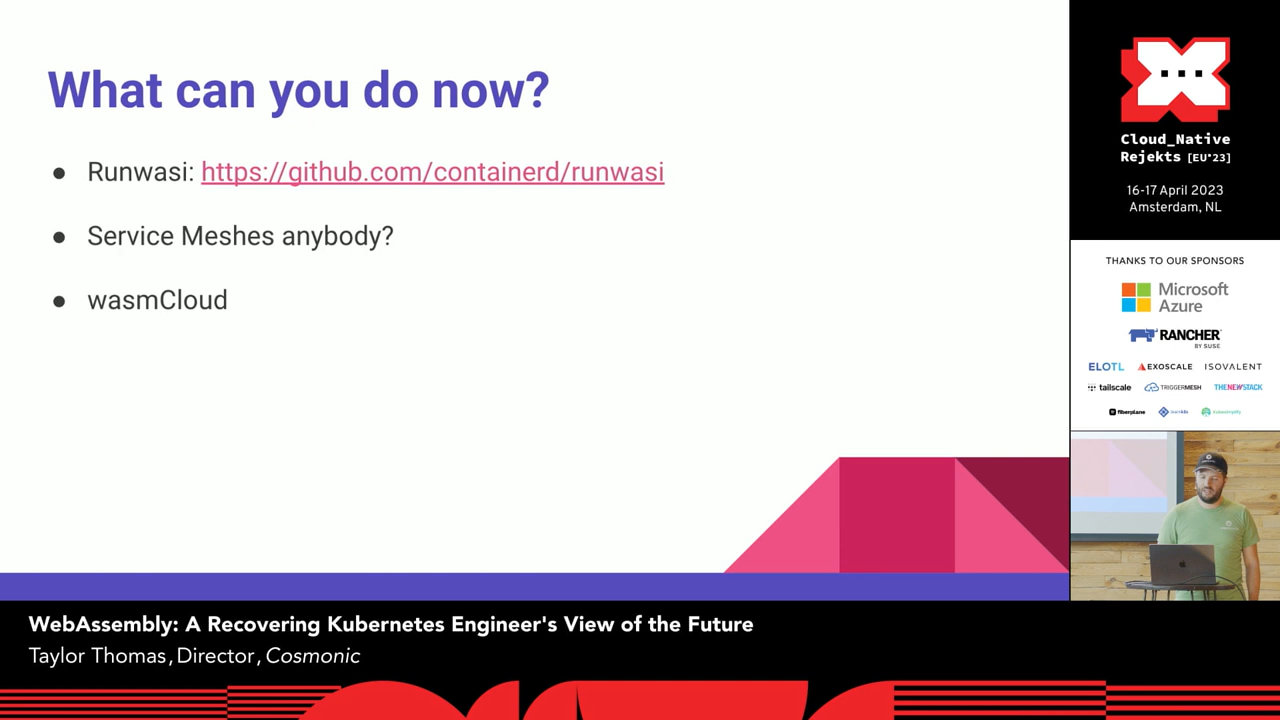 What can you do now?
● Runwasi: https://github.com/containerd/runwasi
● Service Meshes anybody?
● wasmCloud
Cloud_Native
Rejekts [EU*23]
16-17 April 2023
Amsterdam, NL
THANKS TO OUR SPONSORS
Microsoft
Azure
RANCHER
BY SUSE
ELOTL EXOSCALE ISOVALENT
tailscale TRIGGERMESH THENEWSTACK
fiberplane kubesimplify
WebAssembly: A Recovering Kubernetes Engineer's View of the Future
Taylor Thomas, Director, Cosmonic